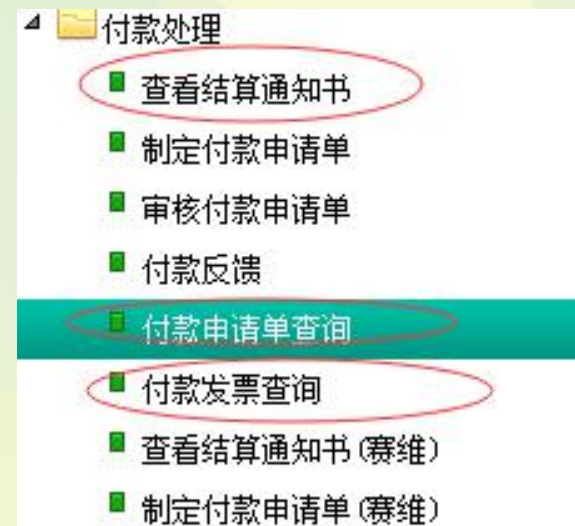 付款处理
查看结算通知书
制定付款申请单
审核付款申请单
付款反馈
付款申请单查询
付款发票查询
查看结算通知书(赛维)
制定付款申请单(赛维)